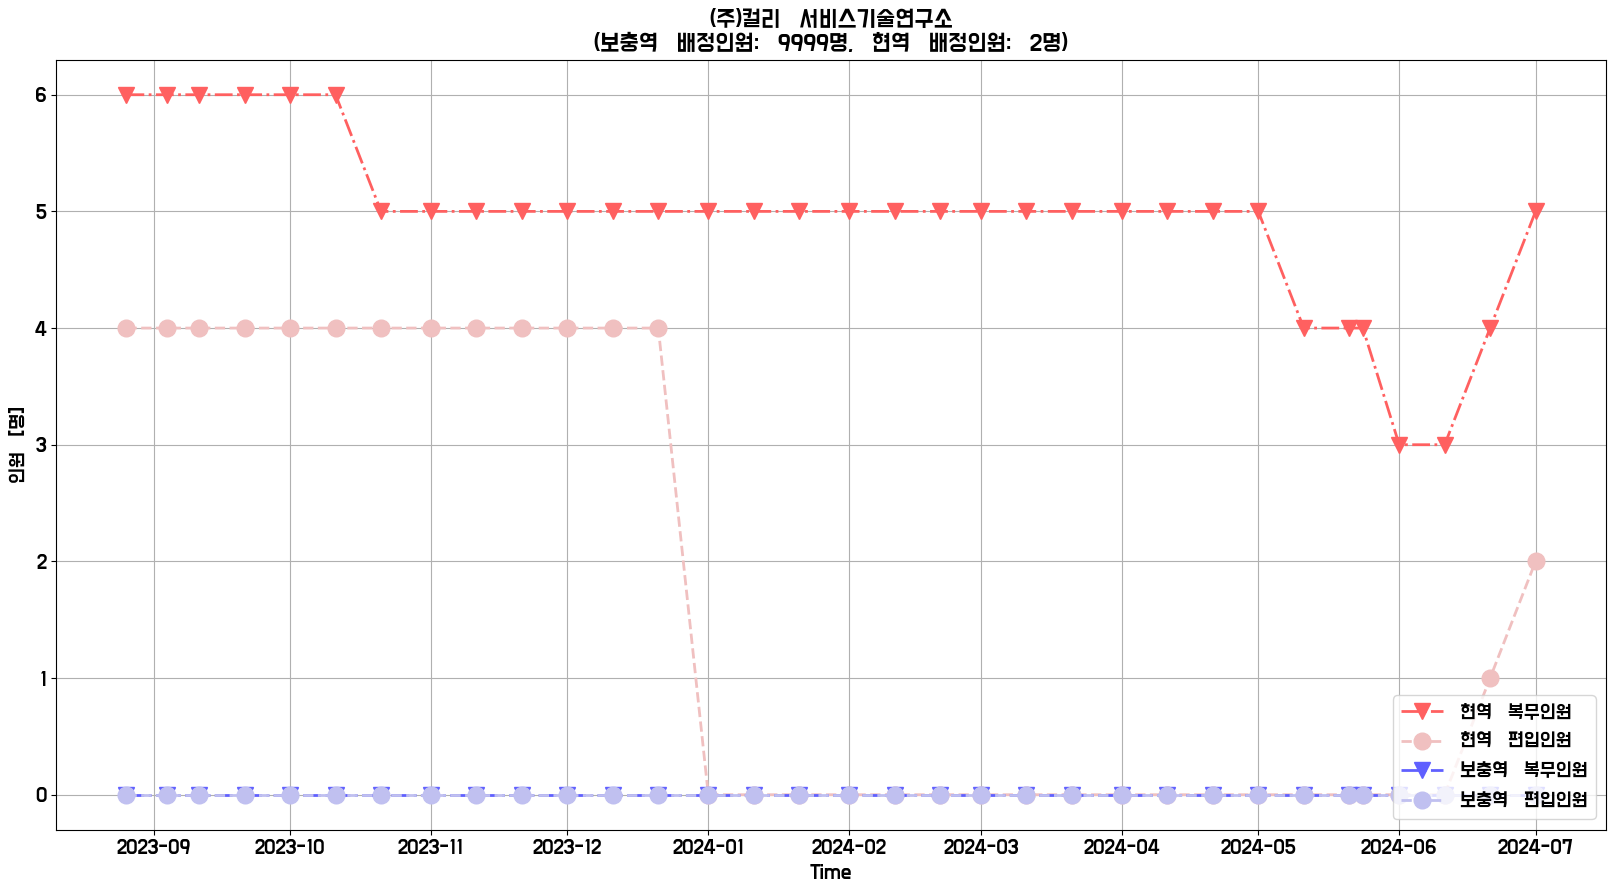 (주)컬리 서비스기술연구소
(보충역 배정인원: 9999명, 현역 배정인원: 2명)
6
5
4
3
2
1
0
인원 [명]
현역 복무인원
현역 편입인원
보충역 복무인원
보충역 편입인원
2023-09 2023-10 2023-11 2023-12 2024-01 2024-02 2024-03 2024-04 2024-05 2024-06 2024-07
Time